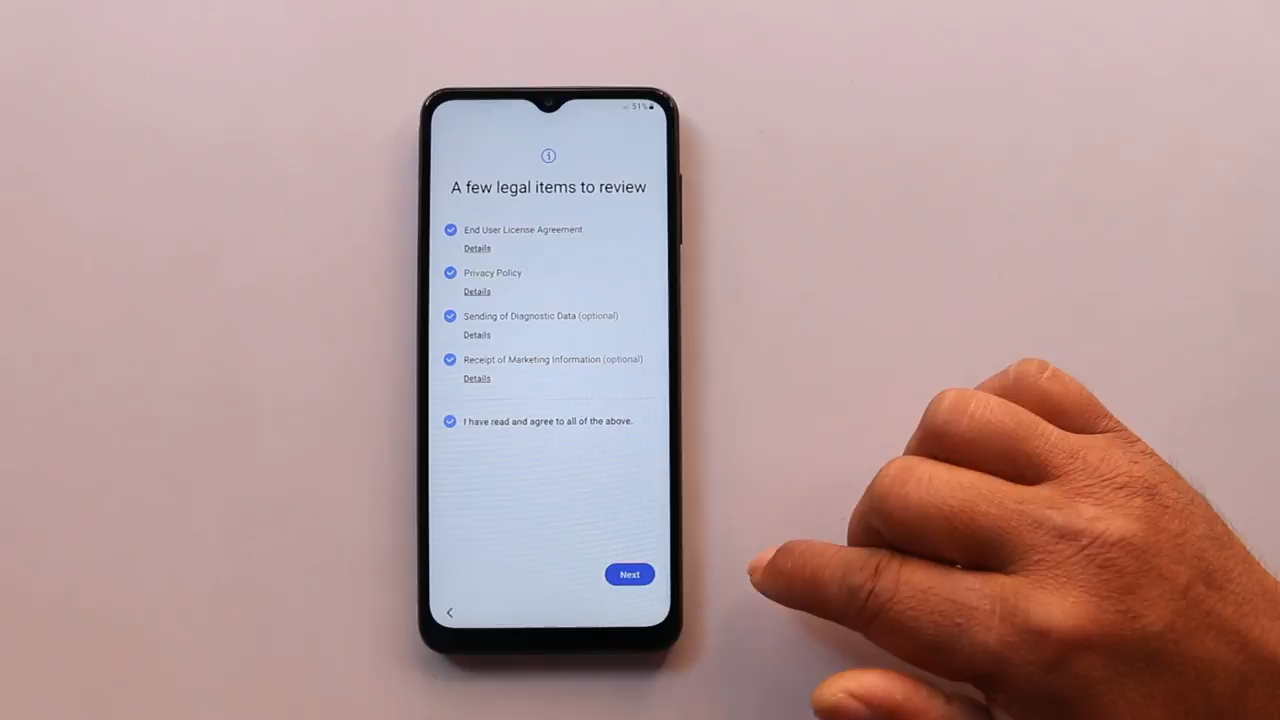 51%
A few legal items to review
End User License Agreement
Details
Privacy Policy
Details
Sending of Diagnostic Data (optional)
Details
Receipt of Marketing Information (optional)
Details
I have read and agree to all of the above.
Next